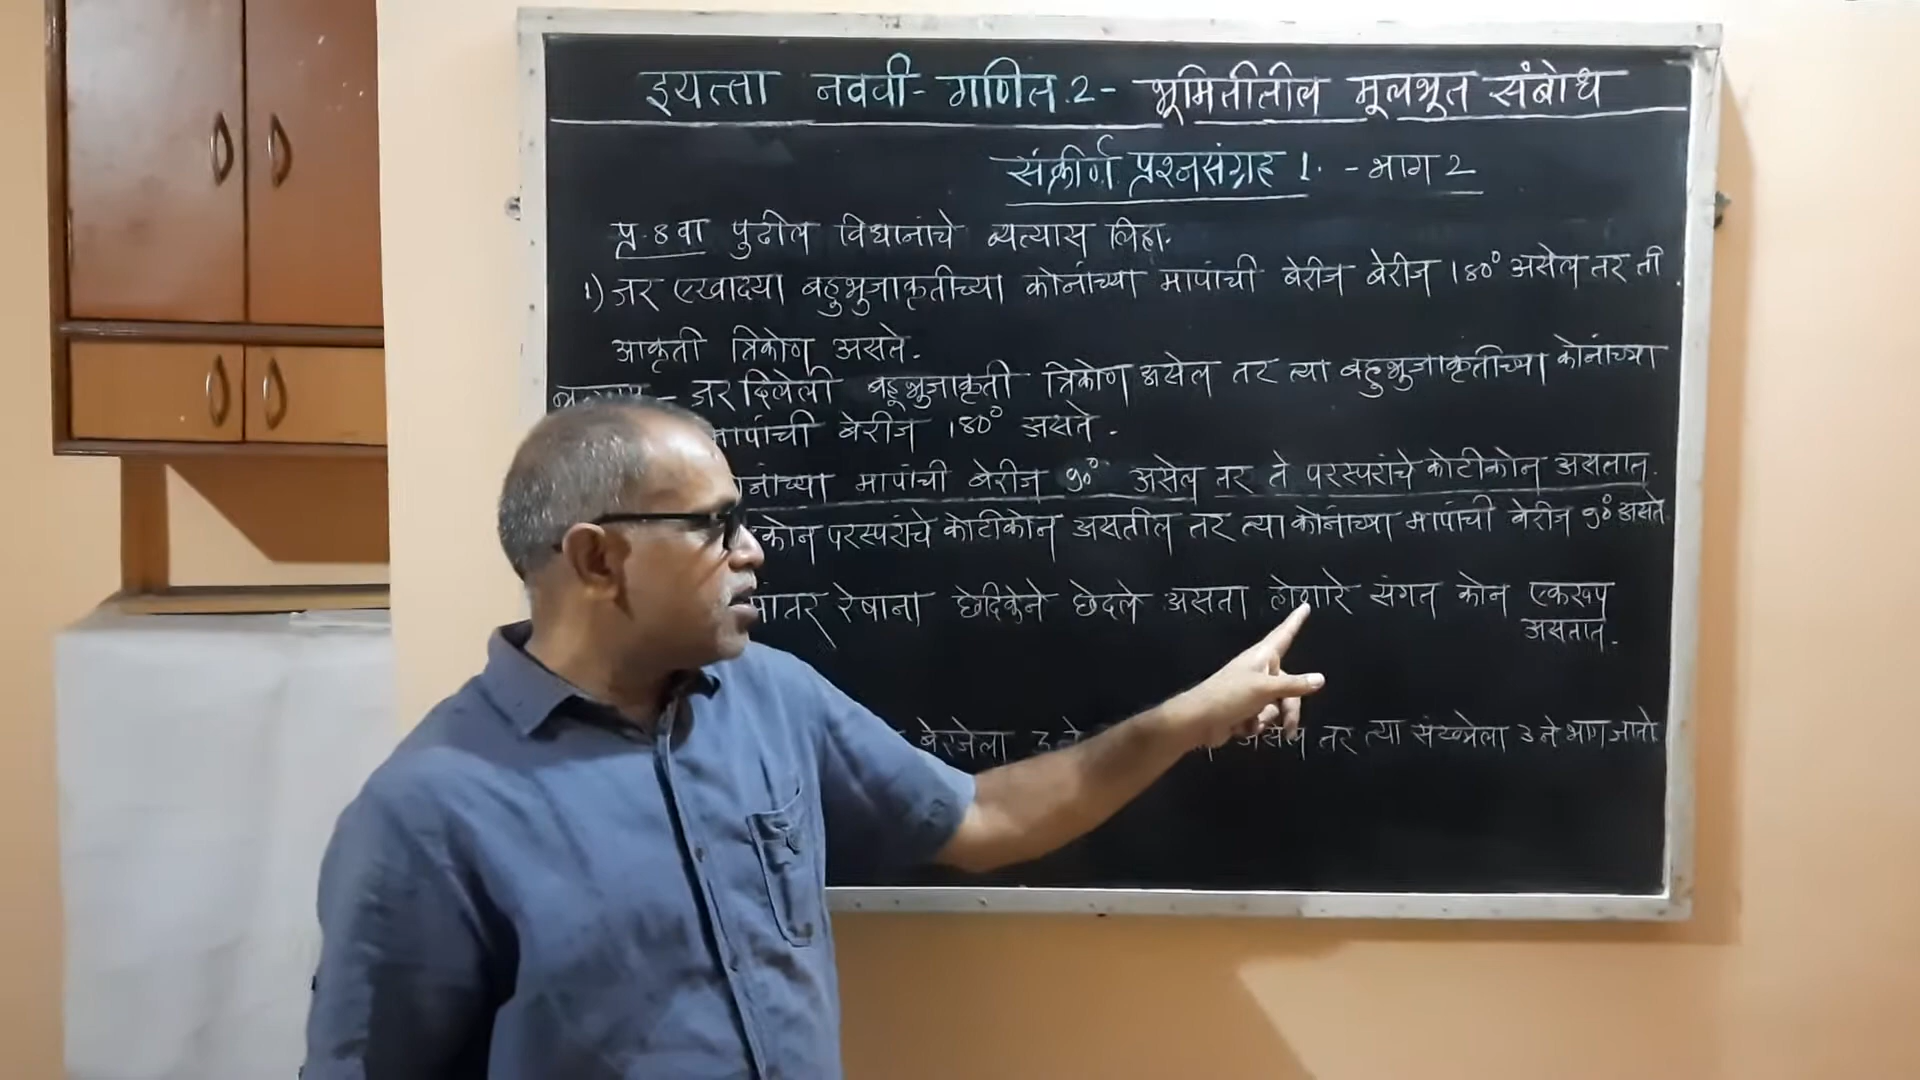 इयत्ता नववी - गणित.2 - भूमितीतील मूलभूत संबोध
संकीर्ण प्रश्नसंग्रह 1. - भाग 2
प्र. 8 वा पुढील विधानांचे व्यत्यास लिहा.
1) जर एखाद्या बहुभुजाकृतीच्या कोनांच्या मापांची बेरीज बेरीज 180° असेल तर ती
आकृती त्रिकोण असते.
- जर दिलेली बहूभुजाकृती त्रिकोण असेल तर त्या बहुभुजाकृतीच्या कोनांच्या
मापांची बेरीज 180° असते.
मापांची बेरीज 90° असेल तर ते परस्परांचे कोटीकोन असतात.
कोन परस्परांचे कोटीकोन असतील तर त्या कोनांच्या मापांची बेरीज 90° असते
रेषाना छेदिकेने छेदले असता होणारे संगत कोन एकरूप
असतात.
बेरजेला 3 ने असेल तर त्या संख्येला 3 ने भाग जातो.